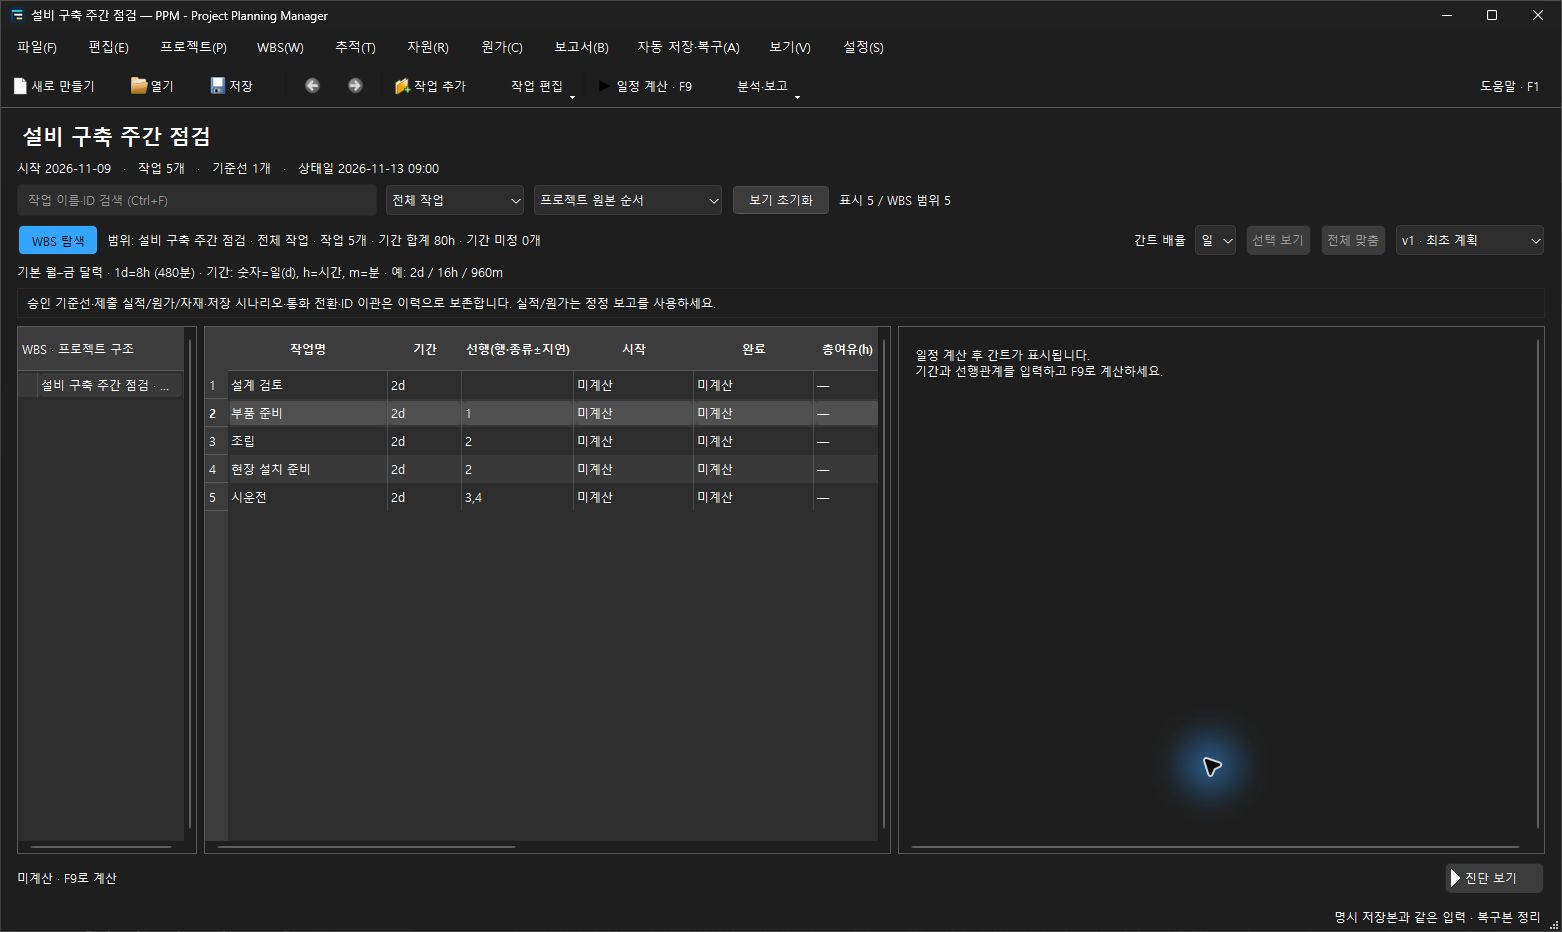 설비 구축 주간 점검 — PPM - Project Planning Manager
파일(F) 편집(E) 프로젝트(P) WBS(W) 추적(T) 자원(R) 원가(C) 보고서(B) 자동 저장·복구(A) 보기(V) 설정(S)
새로 만들기 열기 저장 작업 추가 작업 편집 일정 계산 · F9 분석·보고 도움말 · F1
설비 구축 주간 점검
시작 2026-11-09 · 작업 5개 · 기준선 1개 · 상태일 2026-11-13 09:00
작업 이름·ID 검색 (Ctrl+F) 전체 작업 프로젝트 원본 순서 보기 초기화 표시 5 / WBS 범위 5
WBS 탐색 범위: 설비 구축 주간 점검 · 전체 작업 · 작업 5개 · 기간 합계 80h · 기간 미정 0개 간트 배율 일 선택 보기 전체 맞춤 v1 · 최초 계획
기본 월–금 달력 · 1d=8h (480분) · 기간: 숫자=일(d), h=시간, m=분 · 예: 2d / 16h / 960m
승인 기준선·제출 실적/원가/자재·저장 시나리오·통화 전환·ID 이관은 이력으로 보존합니다. 실적/원가는 정정 보고를 사용하세요.
WBS · 프로젝트 구조
설비 구축 주간 점검 · ...
작업명 기간 선행(행·종류±지연) 시작 완료 총여유(h)
1 설계 검토 2d 미계산 미계산 —
2 부품 준비 2d 1 미계산 미계산 —
3 조립 2d 2 미계산 미계산 —
4 현장 설치 준비 2d 2 미계산 미계산 —
5 시운전 2d 3,4 미계산 미계산 —
일정 계산 후 간트가 표시됩니다.
기간과 선행관계를 입력하고 F9로 계산하세요.
미계산 · F9로 계산 진단 보기
명시 저장본과 같은 입력 · 복구본 정리